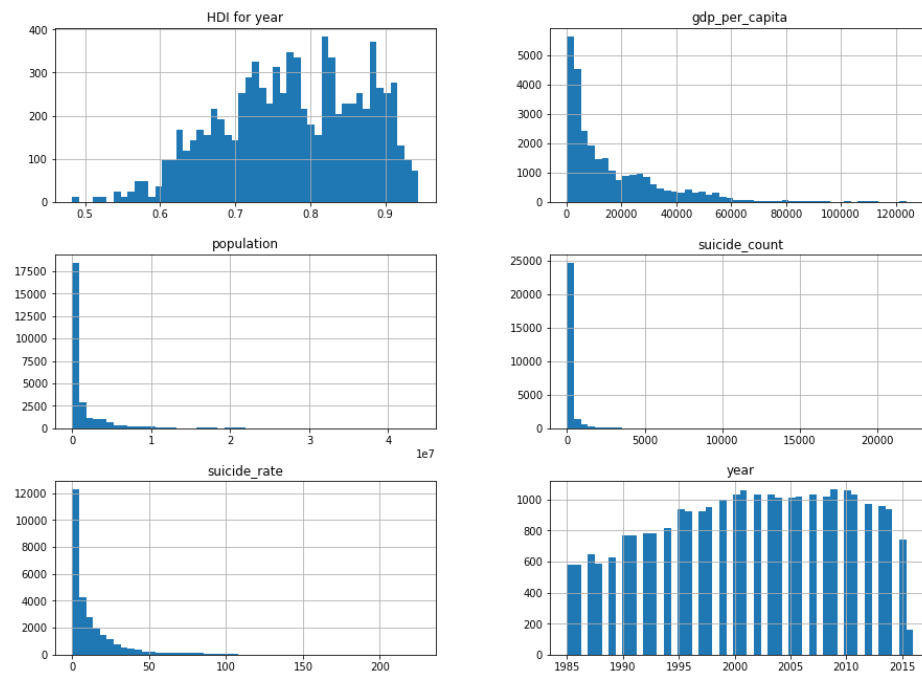 HDI for year
400
300
200
100
0
0.5 0.6 0.7 0.8 0.9
gdp_per_capita
5000
4000
3000
2000
1000
0
0 20000 40000 60000 80000 100000 120000
population
17500
15000
12500
10000
7500
5000
2500
0
0 1 2 3 4
1e7
suicide_count
25000
20000
15000
10000
5000
0
0 5000 10000 15000 20000
suicide_rate
12000
10000
8000
6000
4000
2000
0
0 50 100 150 200
year
1000
800
600
400
200
0
1985 1990 1995 2000 2005 2010 2015